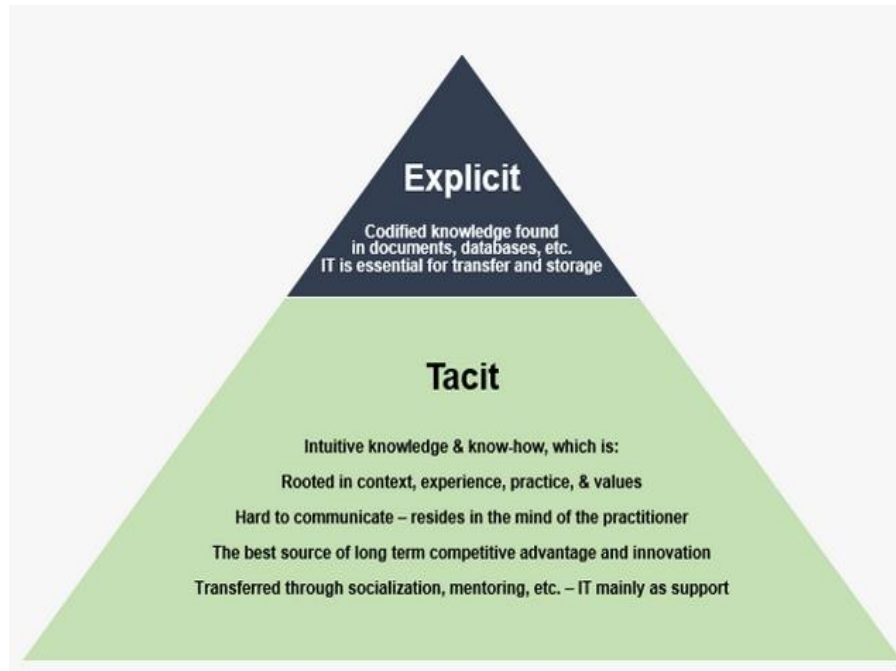 Explicit
Codified knowledge found
in documents, databases, etc.
IT is essential for transfer and storage
Tacit
Intuitive knowledge & know-how, which is:
Rooted in context, experience, practice, & values
Hard to communicate – resides in the mind of the practitioner
The best source of long term competitive advantage and innovation
Transferred through socialization, mentoring, etc. – IT mainly as support